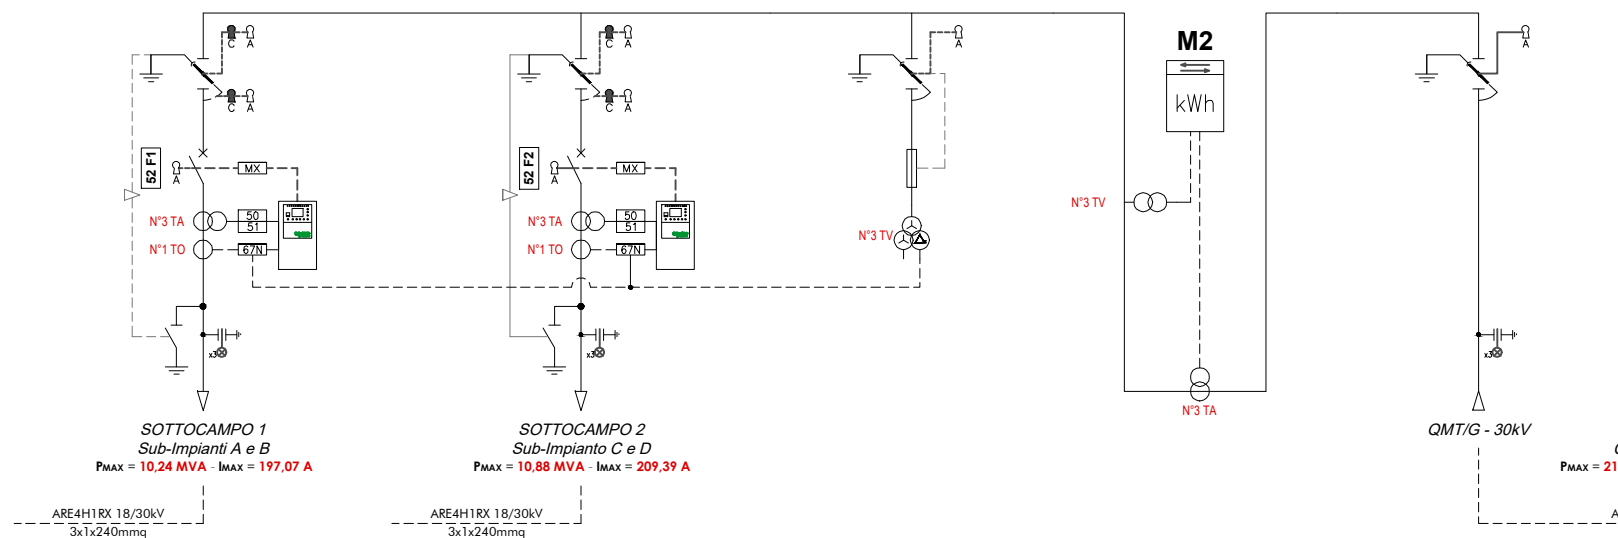 C A
C A
A
A
C A
C A
M2
kWh
52 F1
A
MX
52 F2
A
MX
N°3 TA
50
51
N°3 TA
50
51
N°3 TV
N°3 TV
N°1 TO
67N
N°1 TO
67N
x3
x3
x3
N°3 TA
SOTTOCAMPO 1
Sub-Impianti A e B
PMAX = 10,24 MVA - IMAX = 197,07 A
SOTTOCAMPO 2
Sub-Impianto C e D
PMAX = 10,88 MVA - IMAX = 209,39 A
QMT/G - 30kV
PMAX = 21
ARE4H1RX 18/30kV
3x1x240mmq
ARE4H1RX 18/30kV
3x1x240mmq
A